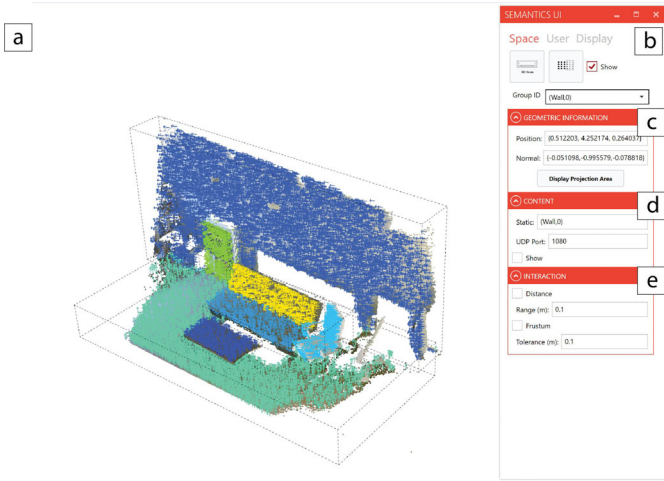 a
SEMANTICS UI
b
Space User Display
Show
Group ID (Wall,0)
c
GEOMETRIC INFORMATION
Position: (0.512203, 4.252174, 0.264037)
Normal: (-0.051098,-0.995579,-0.078818)
Display Projection Area
d
CONTENT
Static: (Wall,0)
UDP Port: 1080
Show
e
INTERACTION
Distance
Range (m): 0.1
Frustum
Tolerance (m): 0.1